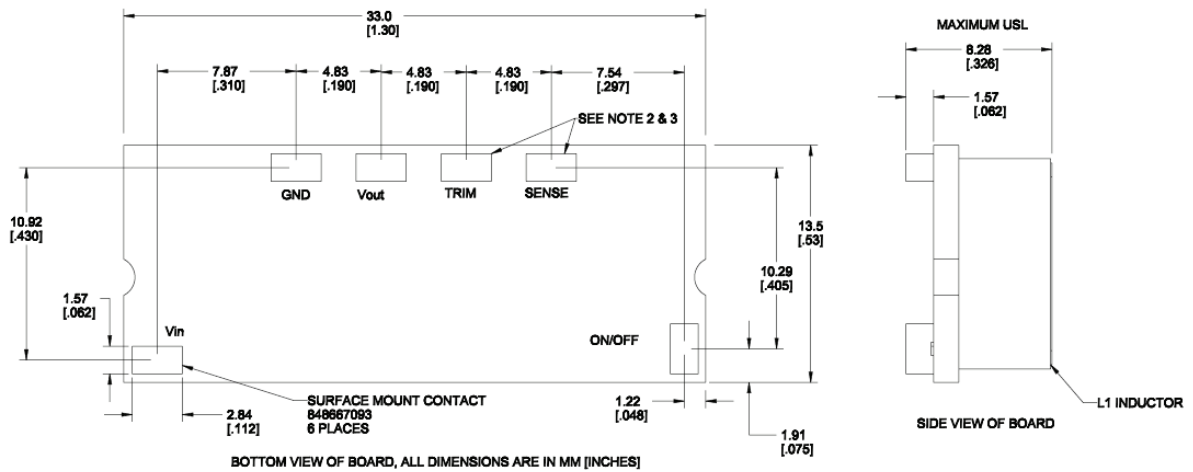 33.0
[1.30]
MAXIMUM USL
8.28
[.326]
7.87
[.310]
4.83
[.190]
4.83
[.190]
4.83
[.190]
7.54
[.297]
1.57
[.062]
SEE NOTE 2 & 3
GND
Vout
TRIM
SENSE
10.92
[.430]
13.5
[.53]
10.29
[.405]
1.57
[.062]
Vin
ON/OFF
SURFACE MOUNT CONTACT
848667093
6 PLACES
2.84
[.112]
1.22
[.048]
1.91
[.075]
L1 INDUCTOR
SIDE VIEW OF BOARD
BOTTOM VIEW OF BOARD, ALL DIMENSIONS ARE IN MM [INCHES]